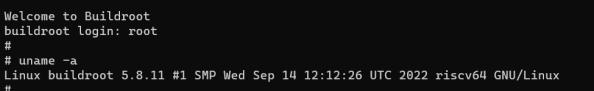 Welcome to Buildroot
buildroot login: root
#
# uname -a
Linux buildroot 5.8.11 #1 SMP Wed Sep 14 12:12:26 UTC 2022 riscv64 GNU/Linux
#